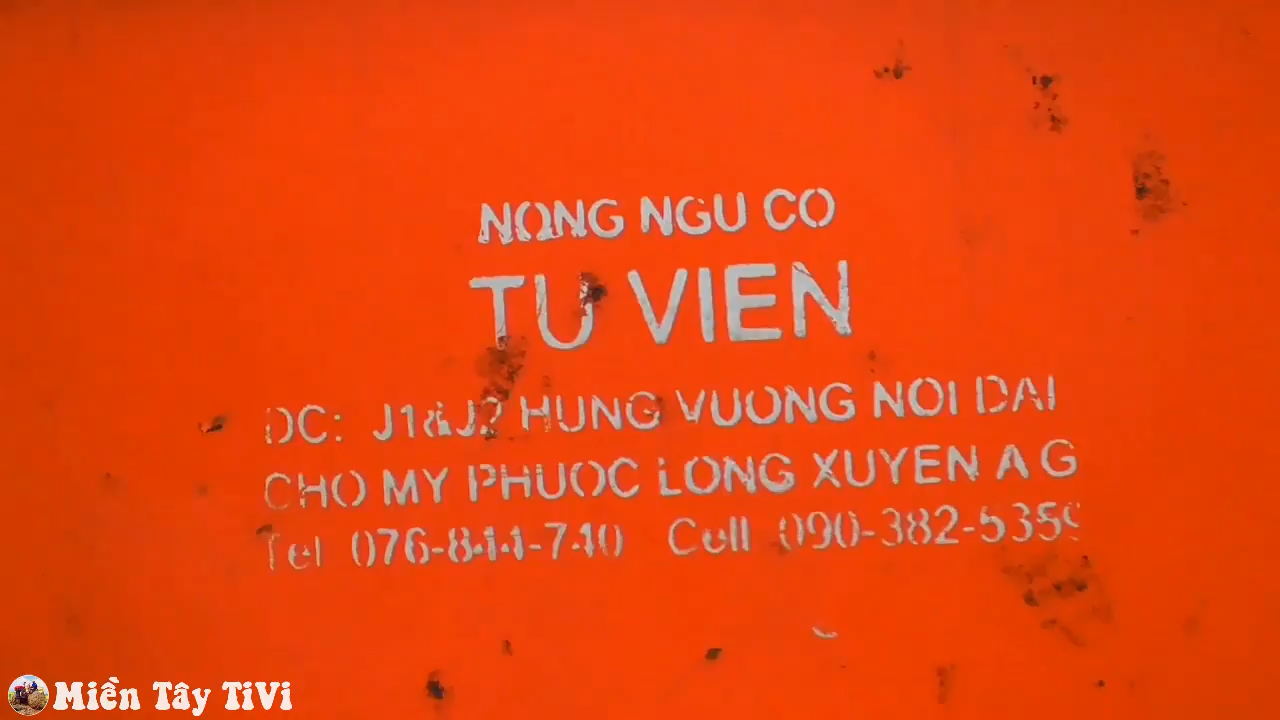 NONG NGU CO
TU VIEN
DC: J1&J2 HUNG VUONG NOI DAI
CHO MY PHUOC LONG XUYEN A G
Tel 076-844-740 Cell 090-382-5359
Miền Tây TiVi